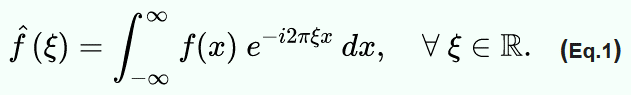 f̂ (ξ) = ∫_{-∞}^{∞} f(x) e^{-i2πξx} dx, ∀ ξ ∈ ℝ. (Eq.1)